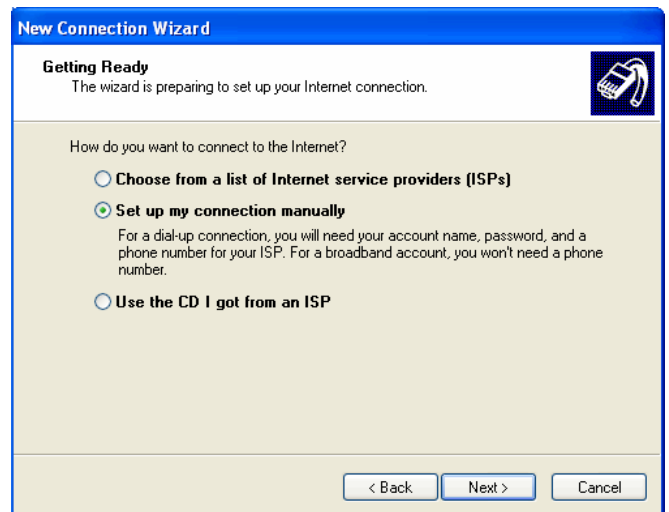 New Connection Wizard
Getting Ready
The wizard is preparing to set up your Internet connection.
How do you want to connect to the Internet?
Choose from a list of Internet service providers (ISPs)
Set up my connection manually
For a dial-up connection, you will need your account name, password, and a
phone number for your ISP. For a broadband account, you won't need a phone
number.
Use the CD I got from an ISP
< Back Next > Cancel